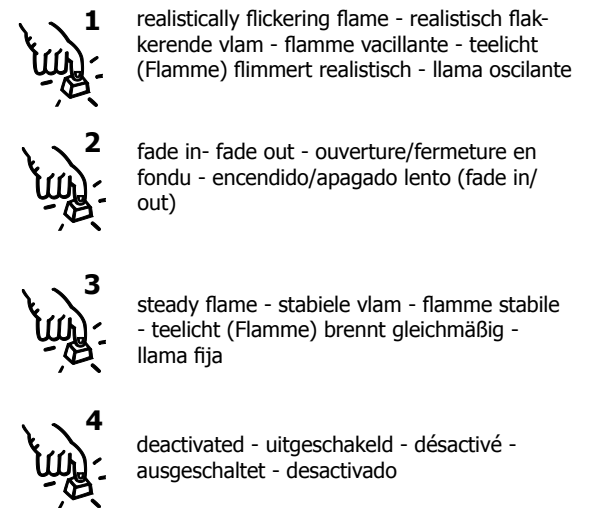 1
realistically flickering flame - realistisch flak-
kerende vlam - flamme vacillante - teelicht
(Flamme) flimmert realistisch - llama oscilante
2
fade in- fade out - ouverture/fermeture en
fondu - encendido/apagado lento (fade in/
out)
3
steady flame - stabiele vlam - flamme stabile
- teelicht (Flamme) brennt gleichmäßig -
llama fija
4
deactivated - uitgeschakeld - désactivé -
ausgeschaltet - desactivado